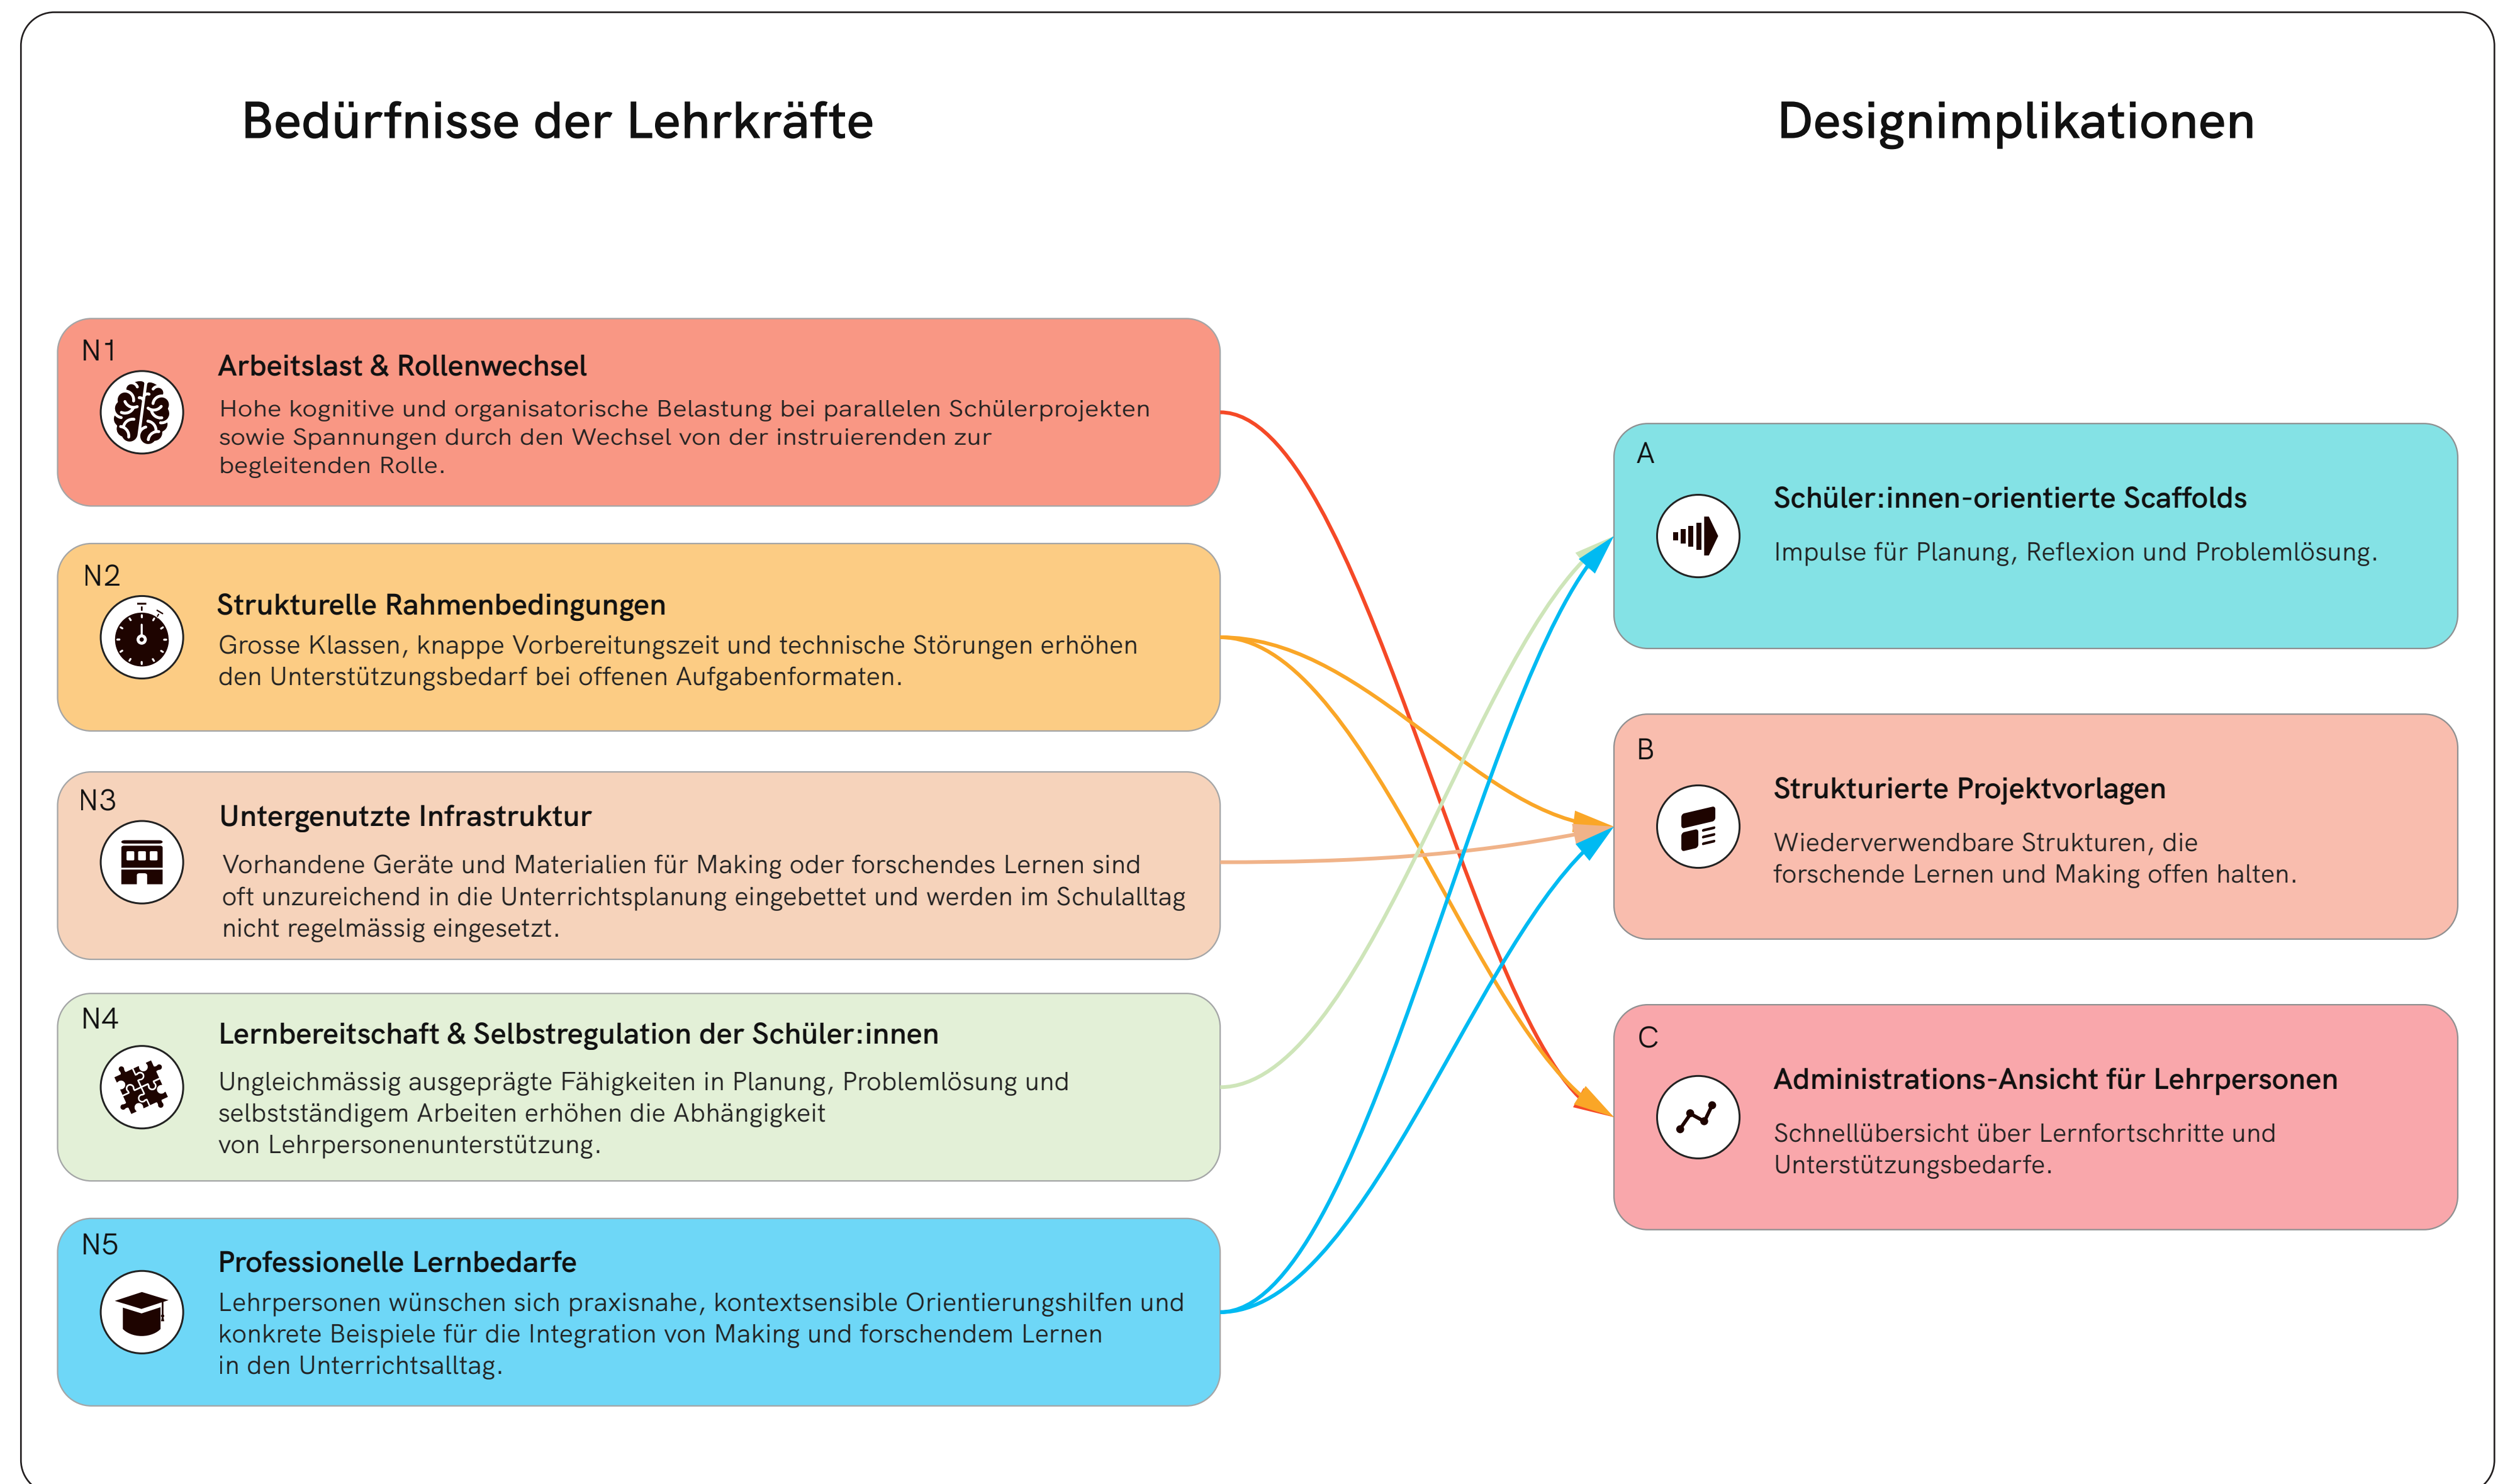 Bedürfnisse der Lehrkräfte
Designimplikationen
N1
Arbeitslast & Rollenwechsel
Hohe kognitive und organisatorische Belastung bei parallelen Schülerprojekten
sowie Spannungen durch den Wechsel von der instruierenden zur
begleitenden Rolle.
N2
Strukturelle Rahmenbedingungen
Grosse Klassen, knappe Vorbereitungszeit und technische Störungen erhöhen
den Unterstützungsbedarf bei offenen Aufgabenformaten.
N3
Untergenutzte Infrastruktur
Vorhandene Geräte und Materialien für Making oder forschendes Lernen sind
oft unzureichend in die Unterrichtsplanung eingebettet und werden im Schulalltag
nicht regelmässig eingesetzt.
N4
Lernbereitschaft & Selbstregulation der Schüler:innen
Ungleichmässig ausgeprägte Fähigkeiten in Planung, Problemlösung und
selbstständigem Arbeiten erhöhen die Abhängigkeit
von Lehrpersonenunterstützung.
N5
Professionelle Lernbedarfe
Lehrpersonen wünschen sich praxisnahe, kontextsensible Orientierungshilfen und
konkrete Beispiele für die Integration von Making und forschendem Lernen
in den Unterrichtsalltag.
A
Schüler:innen-orientierte Scaffolds
Impulse für Planung, Reflexion und Problemlösung.
B
Strukturierte Projektvorlagen
Wiederverwendbare Strukturen, die
forschende Lernen und Making offen halten.
C
Administrations-Ansicht für Lehrpersonen
Schnellübersicht über Lernfortschritte und
Unterstützungsbedarfe.